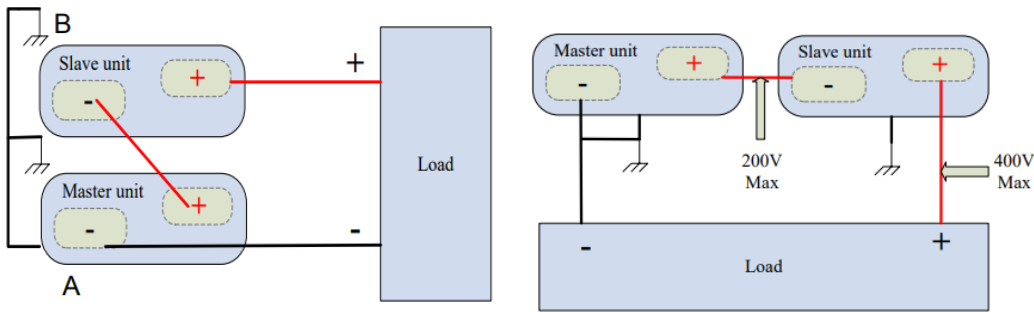 B
Slave unit
+
-
+
Load
Master unit
+
-
-
A
Master unit
+
-
Slave unit
+
-
200V
Max
400V
Max
-
+
Load